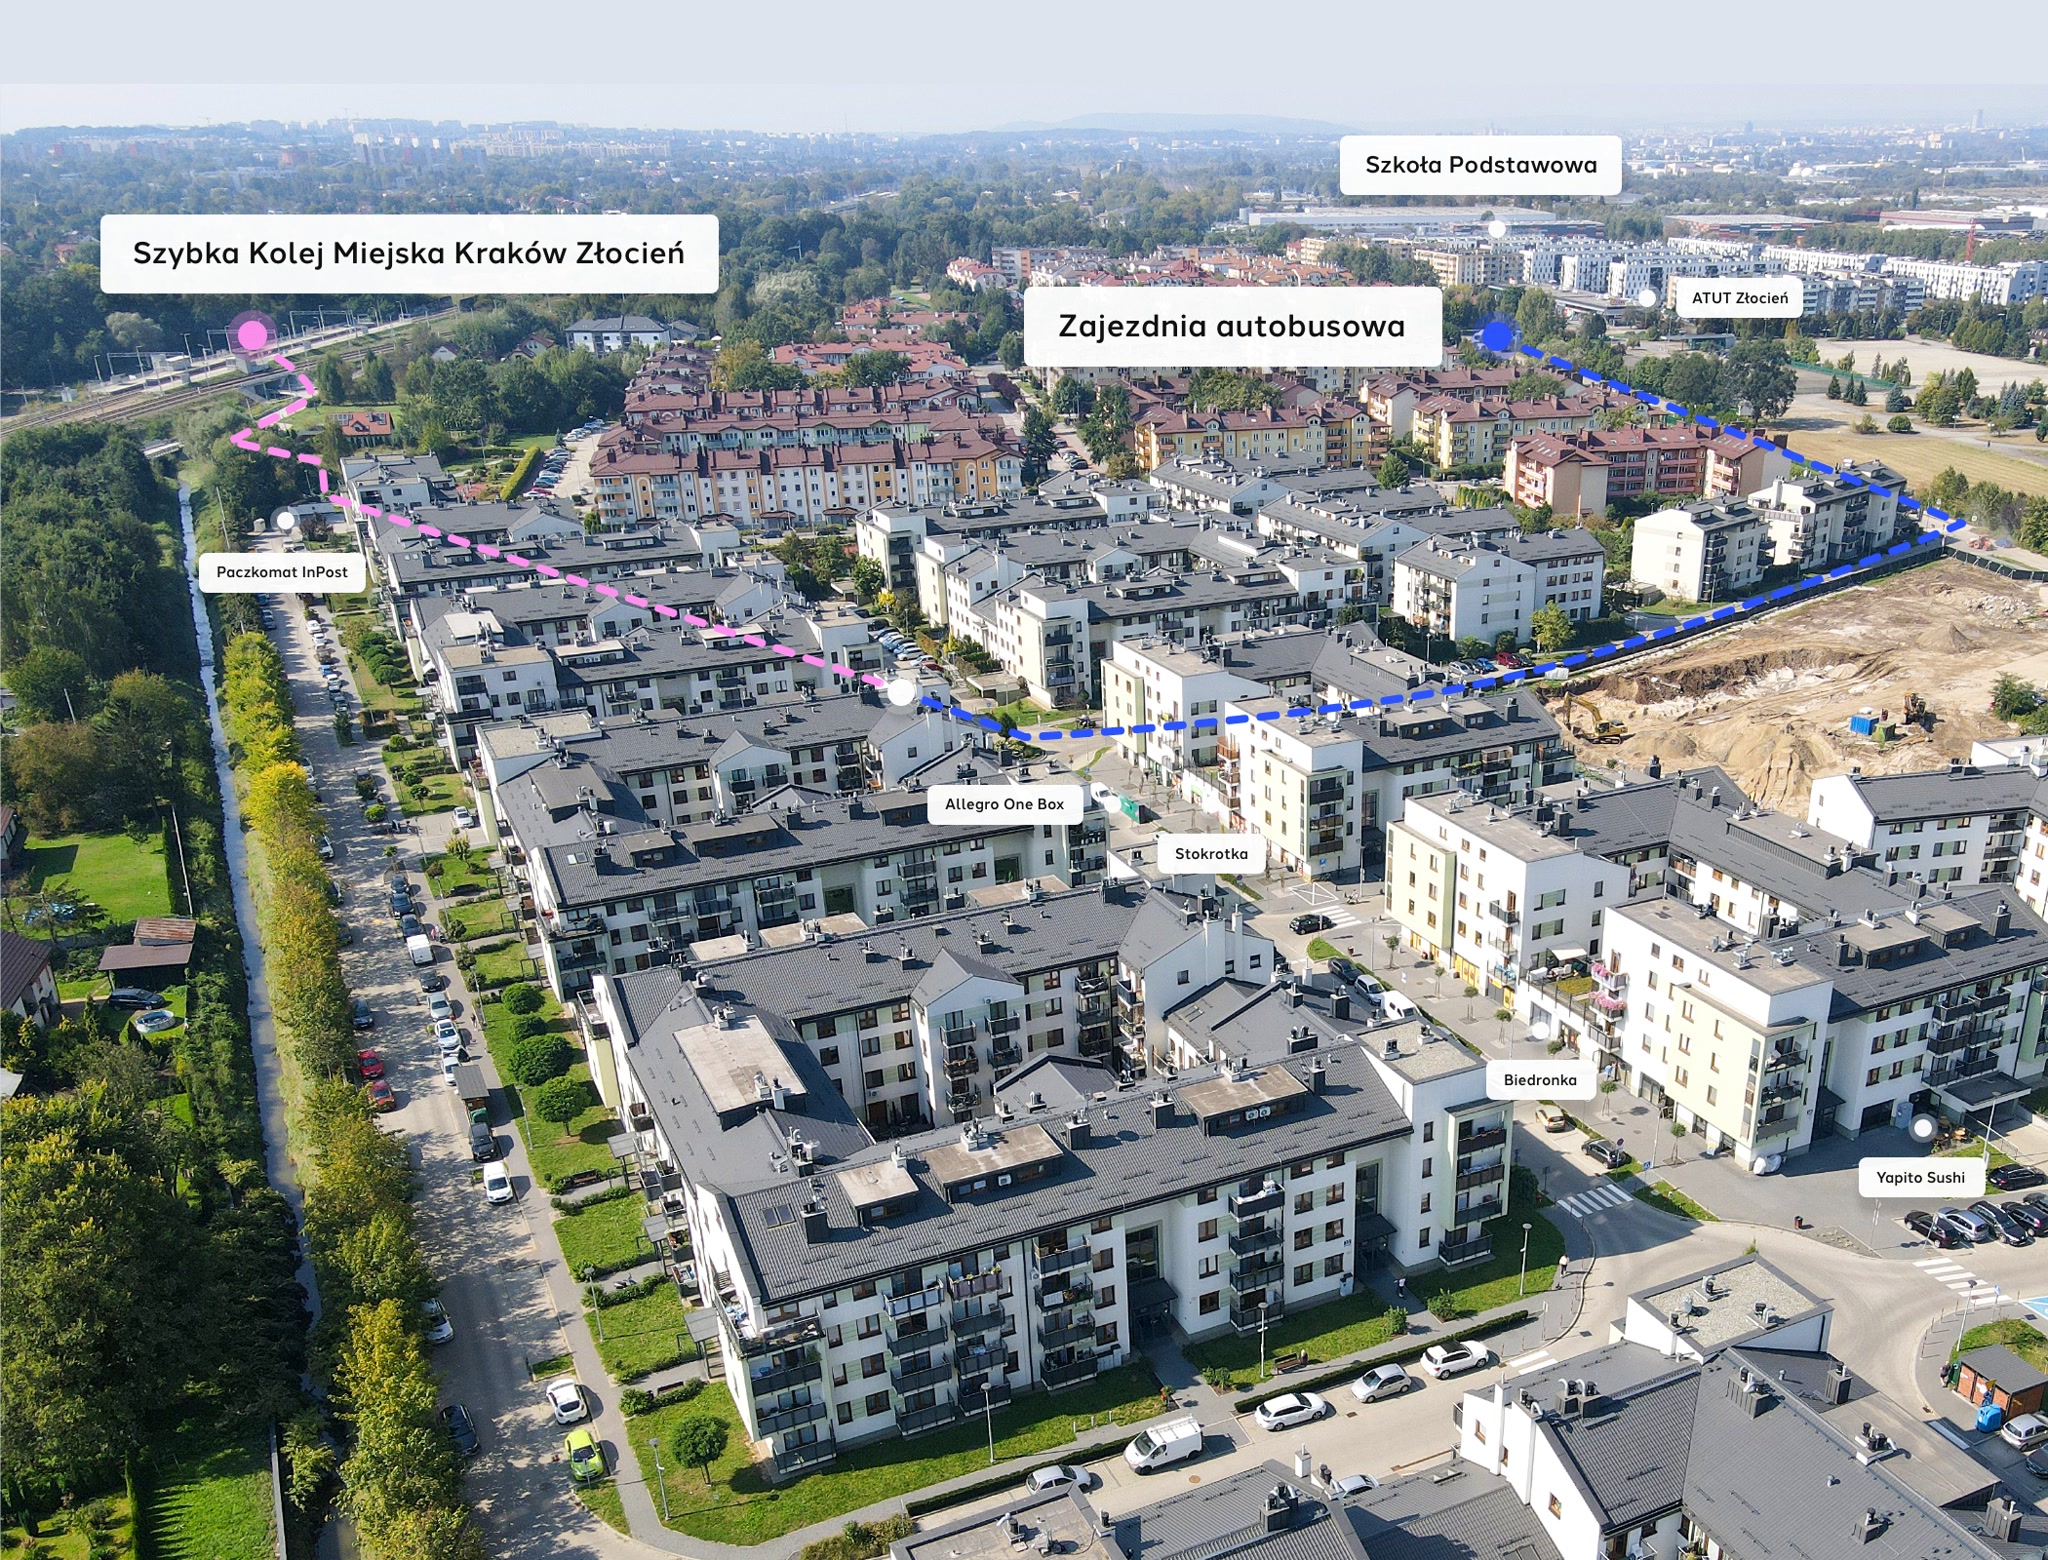 Szkoła Podstawowa
Szybka Kolej Miejska Kraków Złocień
ATUT Złocień
Zajezdnia autobusowa
Paczkomat InPost
Allegro One Box
Stokrotka
Biedronka
Yapito Sushi